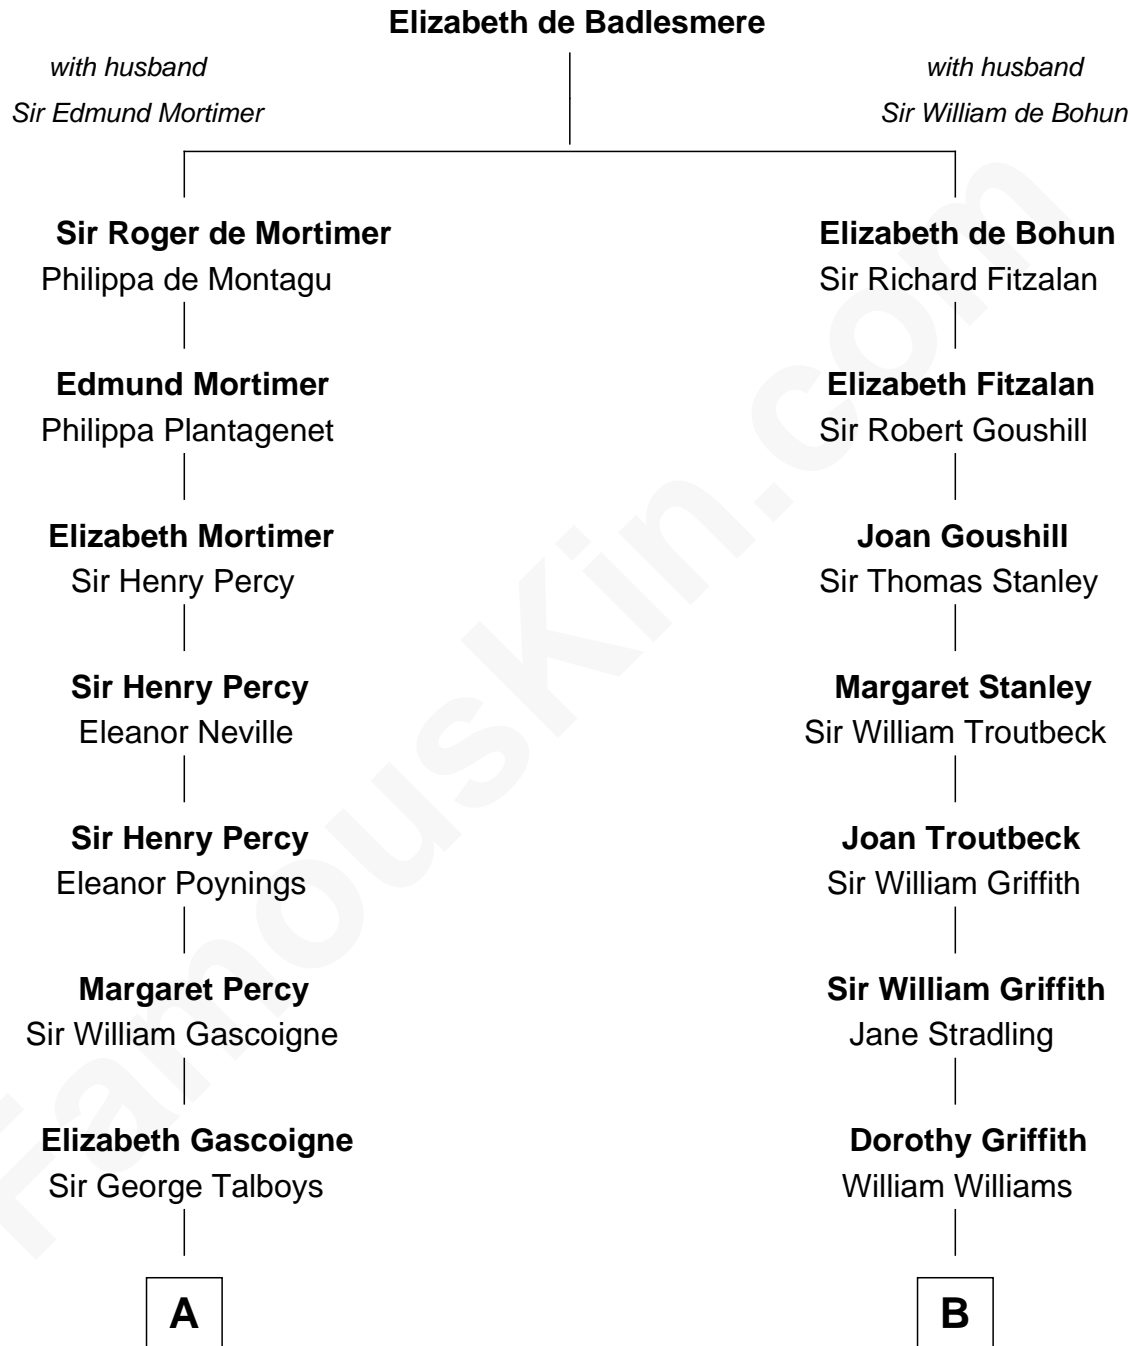 Elizabeth de Badlesmere
with husband
Sir Edmund Mortimer
with husband
Sir William de Bohun
Sir Roger de Mortimer
Philippa de Montagu
Elizabeth de Bohun
Sir Richard Fitzalan
Edmund Mortimer
Philippa Plantagenet
Elizabeth Fitzalan
Sir Robert Goushill
Elizabeth Mortimer
Sir Henry Percy
Joan Goushill
Sir Thomas Stanley
Sir Henry Percy
Eleanor Neville
Margaret Stanley
Sir William Troutbeck
Sir Henry Percy
Eleanor Poynings
Joan Troutbeck
Sir William Griffith
Margaret Percy
Sir William Gascoigne
Sir William Griffith
Jane Stradling
Elizabeth Gascoigne
Sir George Talboys
Dorothy Griffith
William Williams
A
B
FamousKin.com